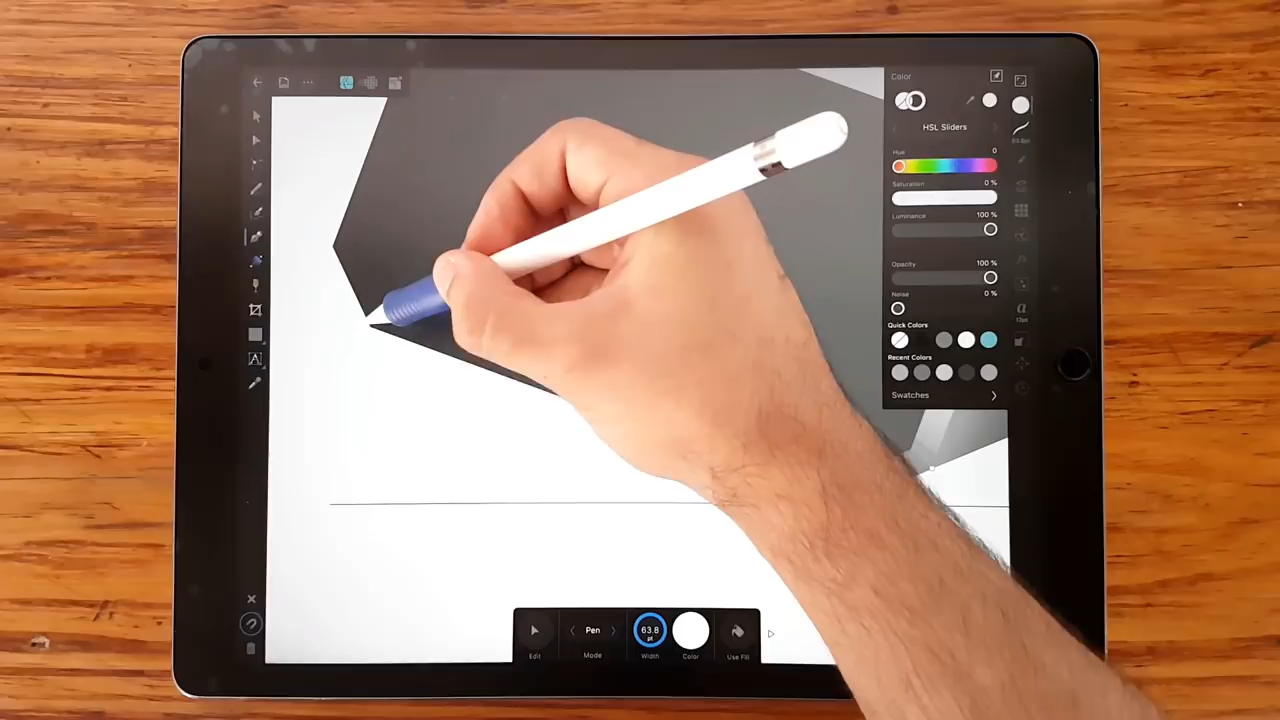 Color
HSL Sliders
Hue
0
Saturation
0 %
Luminance
100 %
Opacity
100 %
Noise
0 %
Quick Colors
Recent Colors
Swatches
a
A
Edit
Pen
Mode
63.8
pt
Width
Color
Use Fill